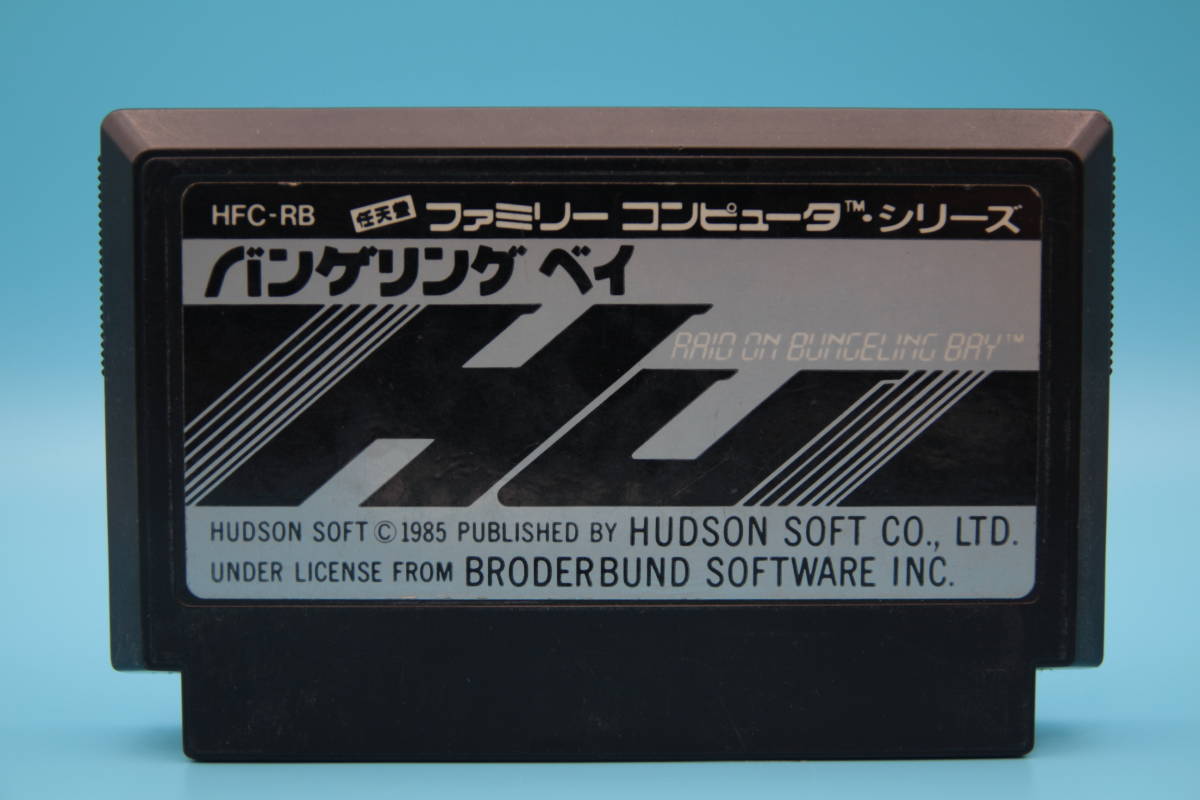 HFC-RB 任天堂 ファミリー コンピュータ™・シリーズ
バンゲリング ベイ
RAID ON BUNGELING BAY™
HUDSON SOFT © 1985 PUBLISHED BY HUDSON SOFT CO., LTD.
UNDER LICENSE FROM BRODERBUND SOFTWARE INC.